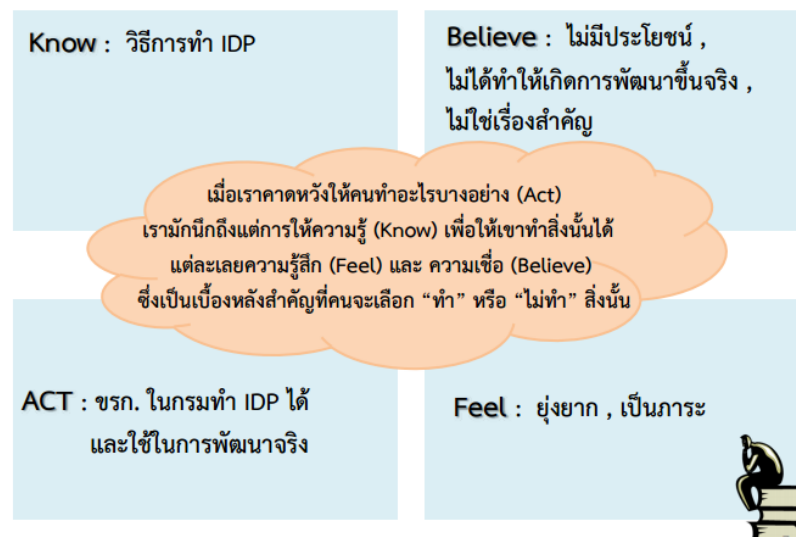 Know : วิธีการทำ IDP
Believe : ไม่มีประโยชน์ ,
ไม่ได้ทำให้เกิดการพัฒนาขึ้นจริง ,
ไม่ใช่เรื่องสำคัญ
เมื่อเราคาดหวังให้คนทำอะไรบางอย่าง (Act)
เรามักนึกถึงแต่การให้ความรู้ (Know) เพื่อให้เขาทำสิ่งนั้นได้
แต่ละเลยความรู้สึก (Feel) และ ความเชื่อ (Believe)
ซึ่งเป็นเบื้องหลังสำคัญที่คนจะเลือก “ทำ” หรือ “ไม่ทำ” สิ่งนั้น
ACT : ขรก. ในกรมทำ IDP ได้
และใช้ในการพัฒนาจริง
Feel : ยุ่งยาก , เป็นภาระ